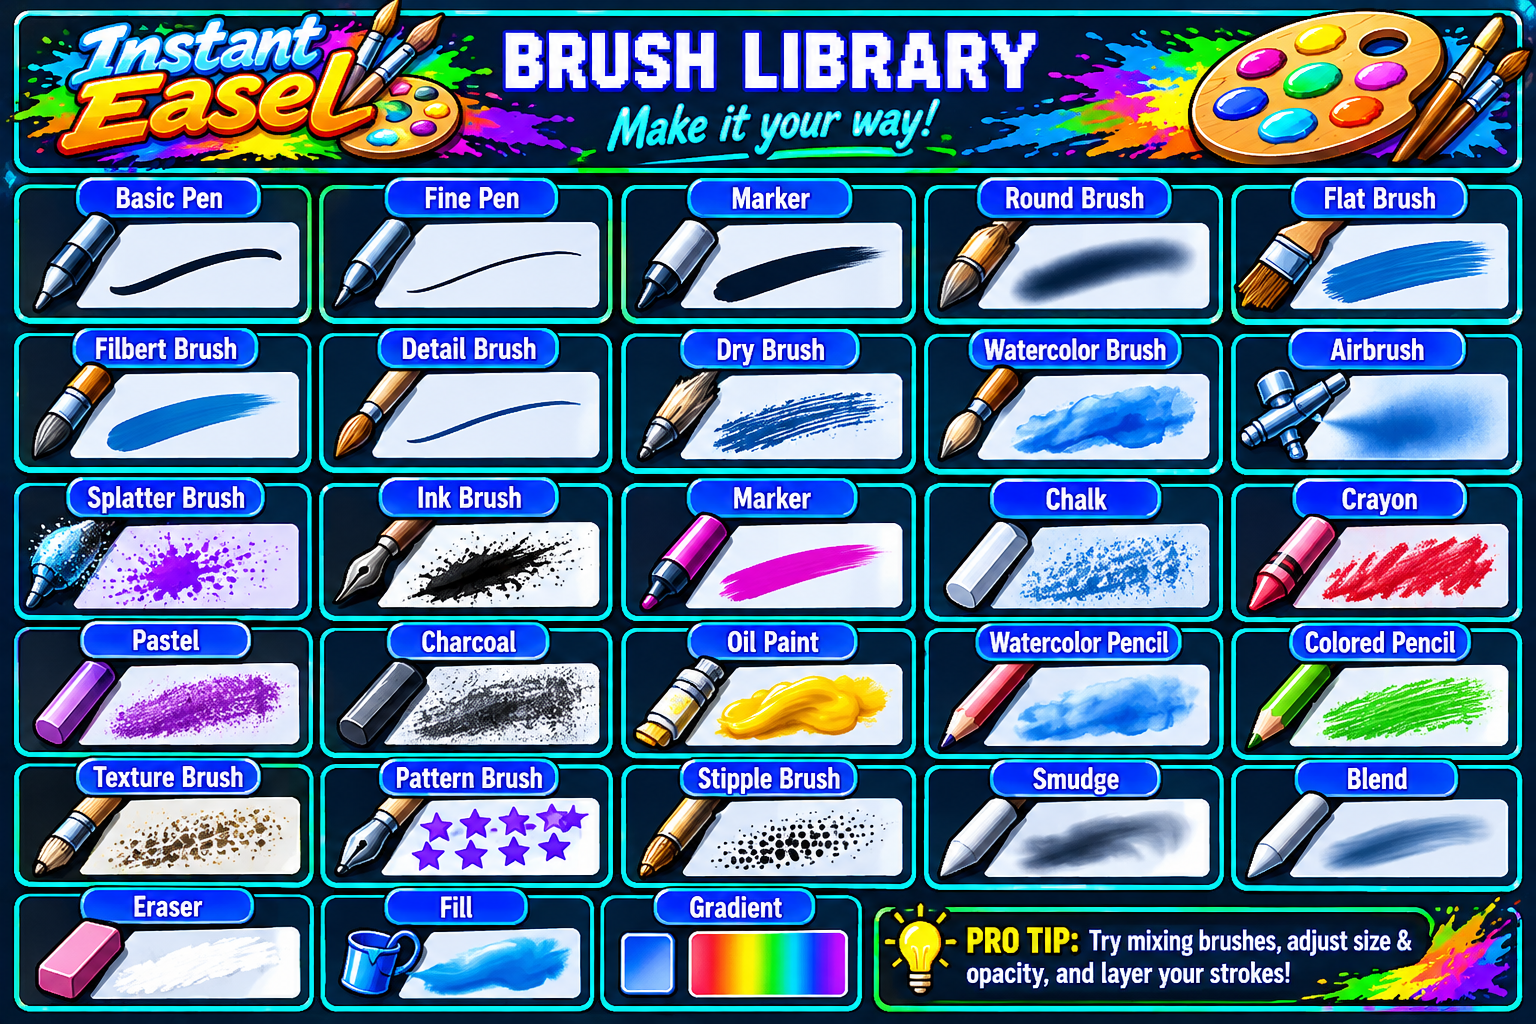 Instant
Easel
BRUSH LIBRARY
Make it your way!
Basic Pen
Fine Pen
Marker
Round Brush
Flat Brush
Filbert Brush
Detail Brush
Dry Brush
Watercolor Brush
Airbrush
Splatter Brush
Ink Brush
Marker
Chalk
Crayon
Pastel
Charcoal
Oil Paint
Watercolor Pencil
Colored Pencil
Texture Brush
Pattern Brush
Stipple Brush
Smudge
Blend
Eraser
Fill
Gradient
PRO TIP: Try mixing brushes, adjust size &
opacity, and layer your strokes!